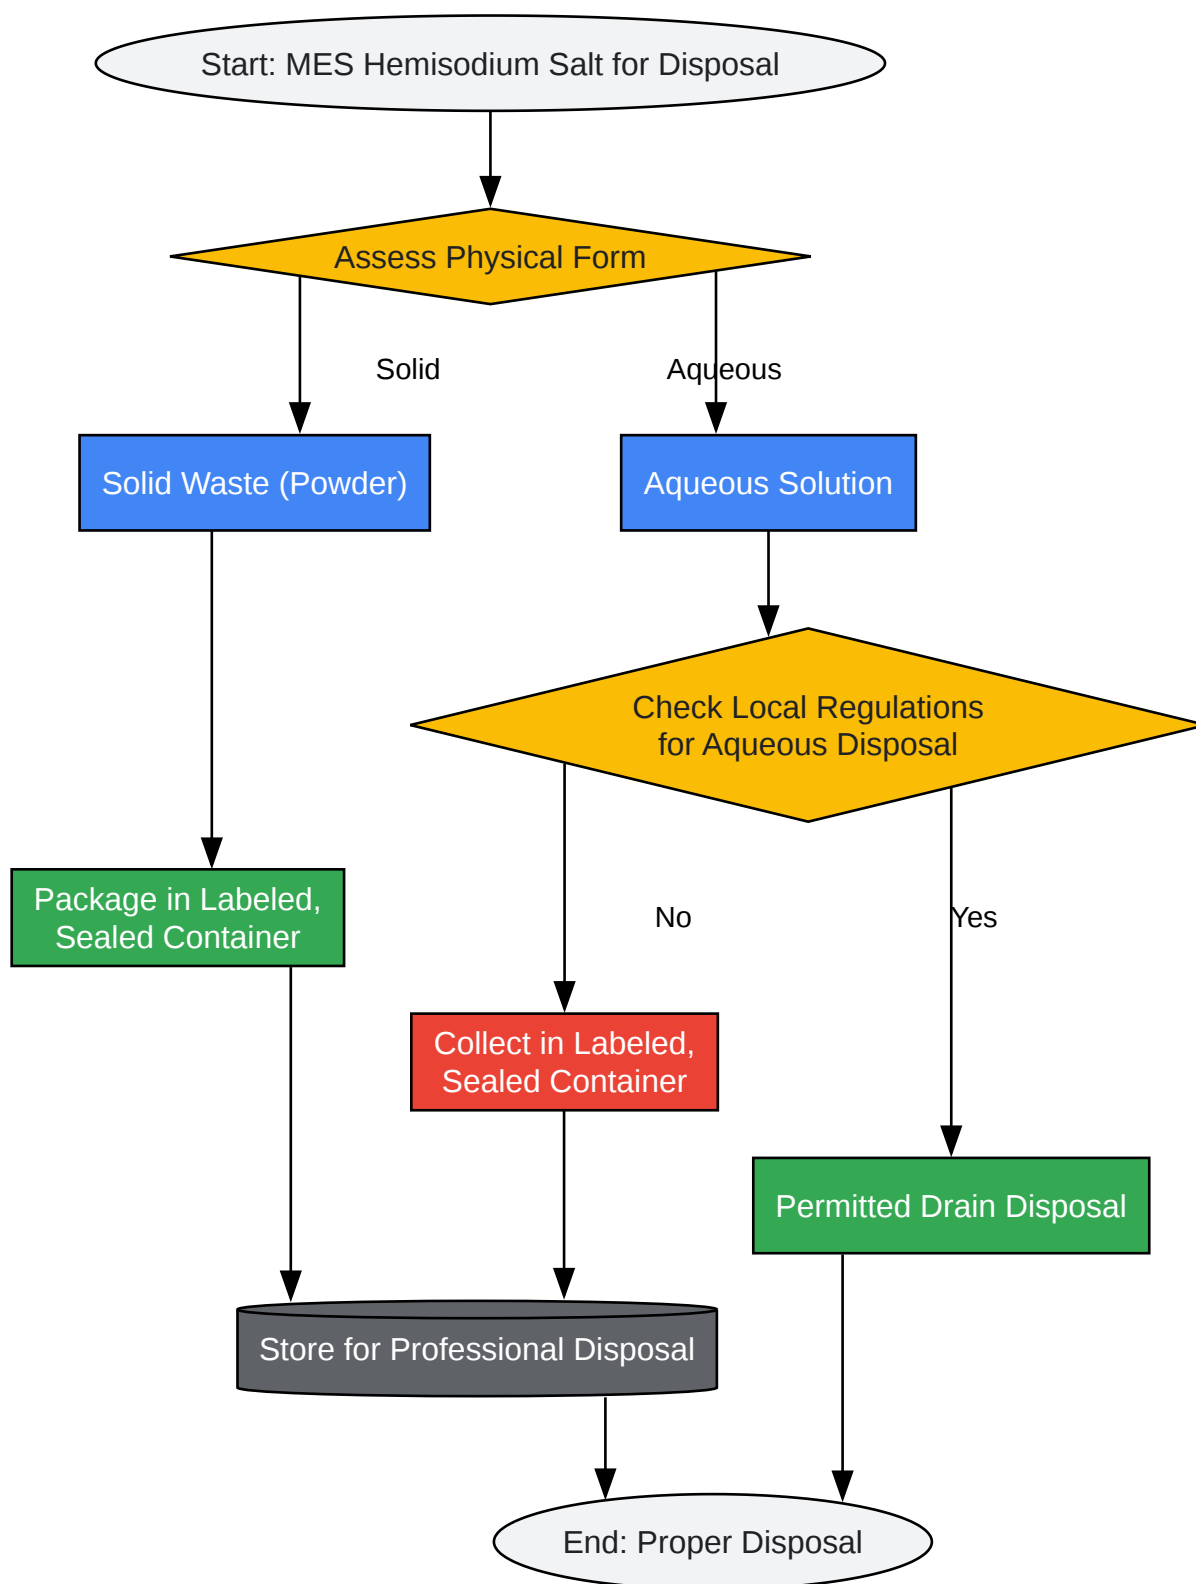 Start: MES Hemisodium Salt for Disposal
Assess Physical Form
Solid
Aqueous
Solid Waste (Powder)
Aqueous Solution
Check Local Regulations
for Aqueous Disposal
Package in Labeled,
Sealed Container
No
Yes
Collect in Labeled,
Sealed Container
Permitted Drain Disposal
Store for Professional Disposal
End: Proper Disposal